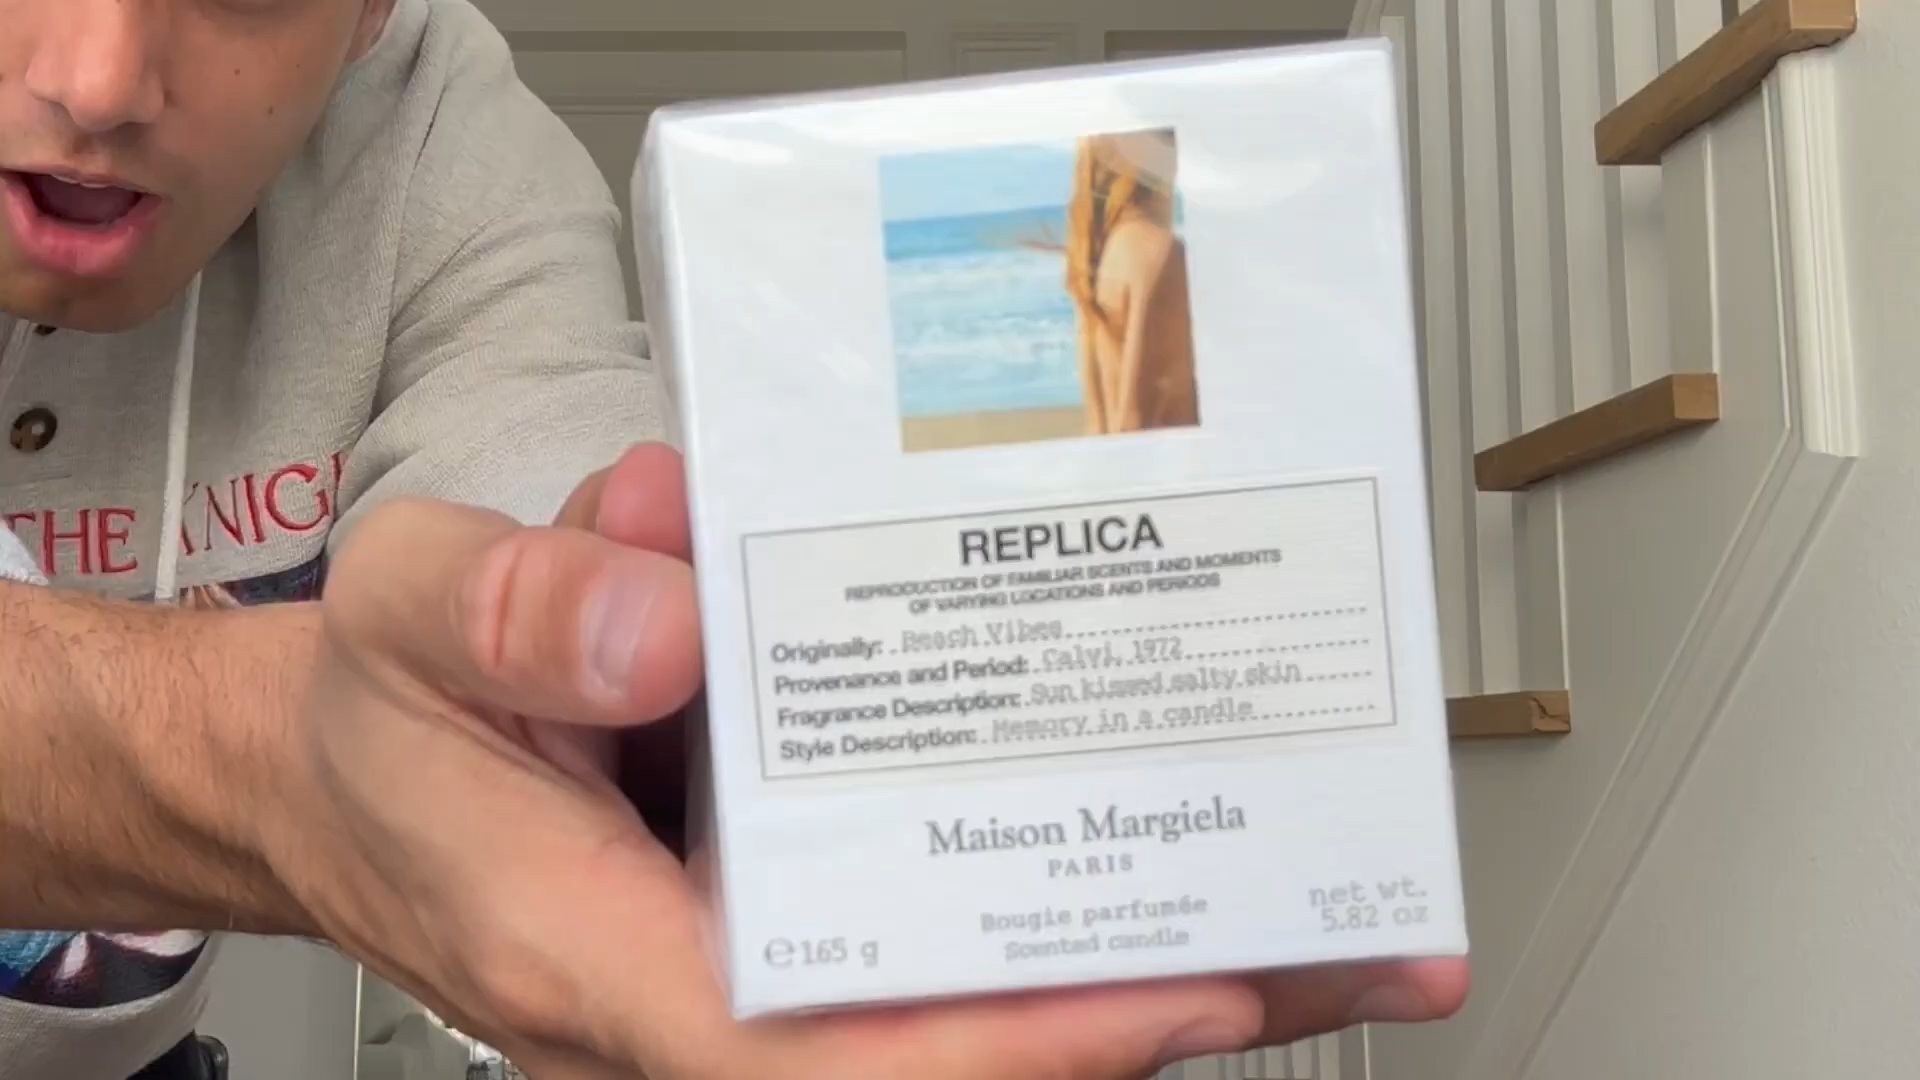 THE KNIG
REPLICA
REPRODUCTION OF FAMILIAR SCENTS AND MOMENTS
OF VARYING LOCATIONS AND PERIODS
Originally: Beach Vibes
Provenance and Period: Calvi, 1972
Fragrance Description: Sun kissed salty skin
Style Description: Memory in a candle
Maison Margiela
PARIS
Bougie parfumée
Scented candle
e 165 g
net wt.
5.82 oz